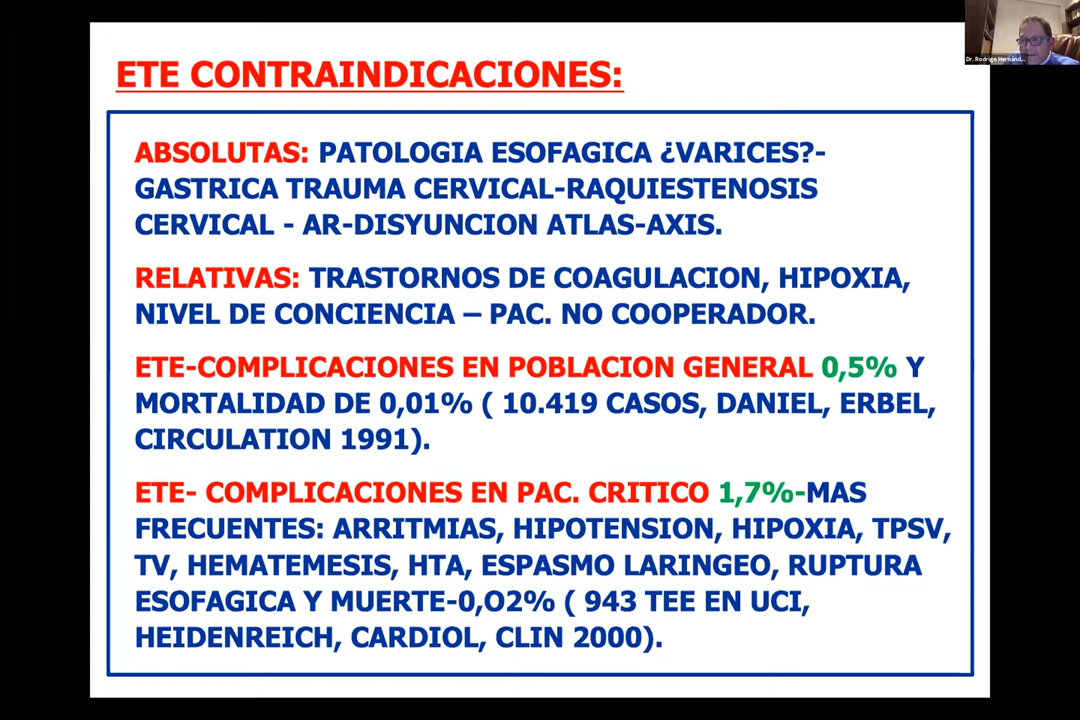 ETE CONTRAINDICACIONES:
ABSOLUTAS: PATOLOGIA ESOFAGICA ¿VARICES?-
GASTRICA TRAUMA CERVICAL-RAQUIESTENOSIS
CERVICAL - AR-DISYUNCION ATLAS-AXIS.
RELATIVAS: TRASTORNOS DE COAGULACION, HIPOXIA,
NIVEL DE CONCIENCIA – PAC. NO COOPERADOR.
ETE-COMPLICACIONES EN POBLACION GENERAL 0,5% Y
MORTALIDAD DE 0,01% ( 10.419 CASOS, DANIEL, ERBEL,
CIRCULATION 1991).
ETE- COMPLICACIONES EN PAC. CRITICO 1,7%-MAS
FRECUENTES: ARRITMIAS, HIPOTENSION, HIPOXIA, TPSV,
TV, HEMATEMESIS, HTA, ESPASMO LARINGEO, RUPTURA
ESOFAGICA Y MUERTE-0,O2% ( 943 TEE EN UCI,
HEIDENREICH, CARDIOL, CLIN 2000).
Dr. Rodrigo Hernánd...